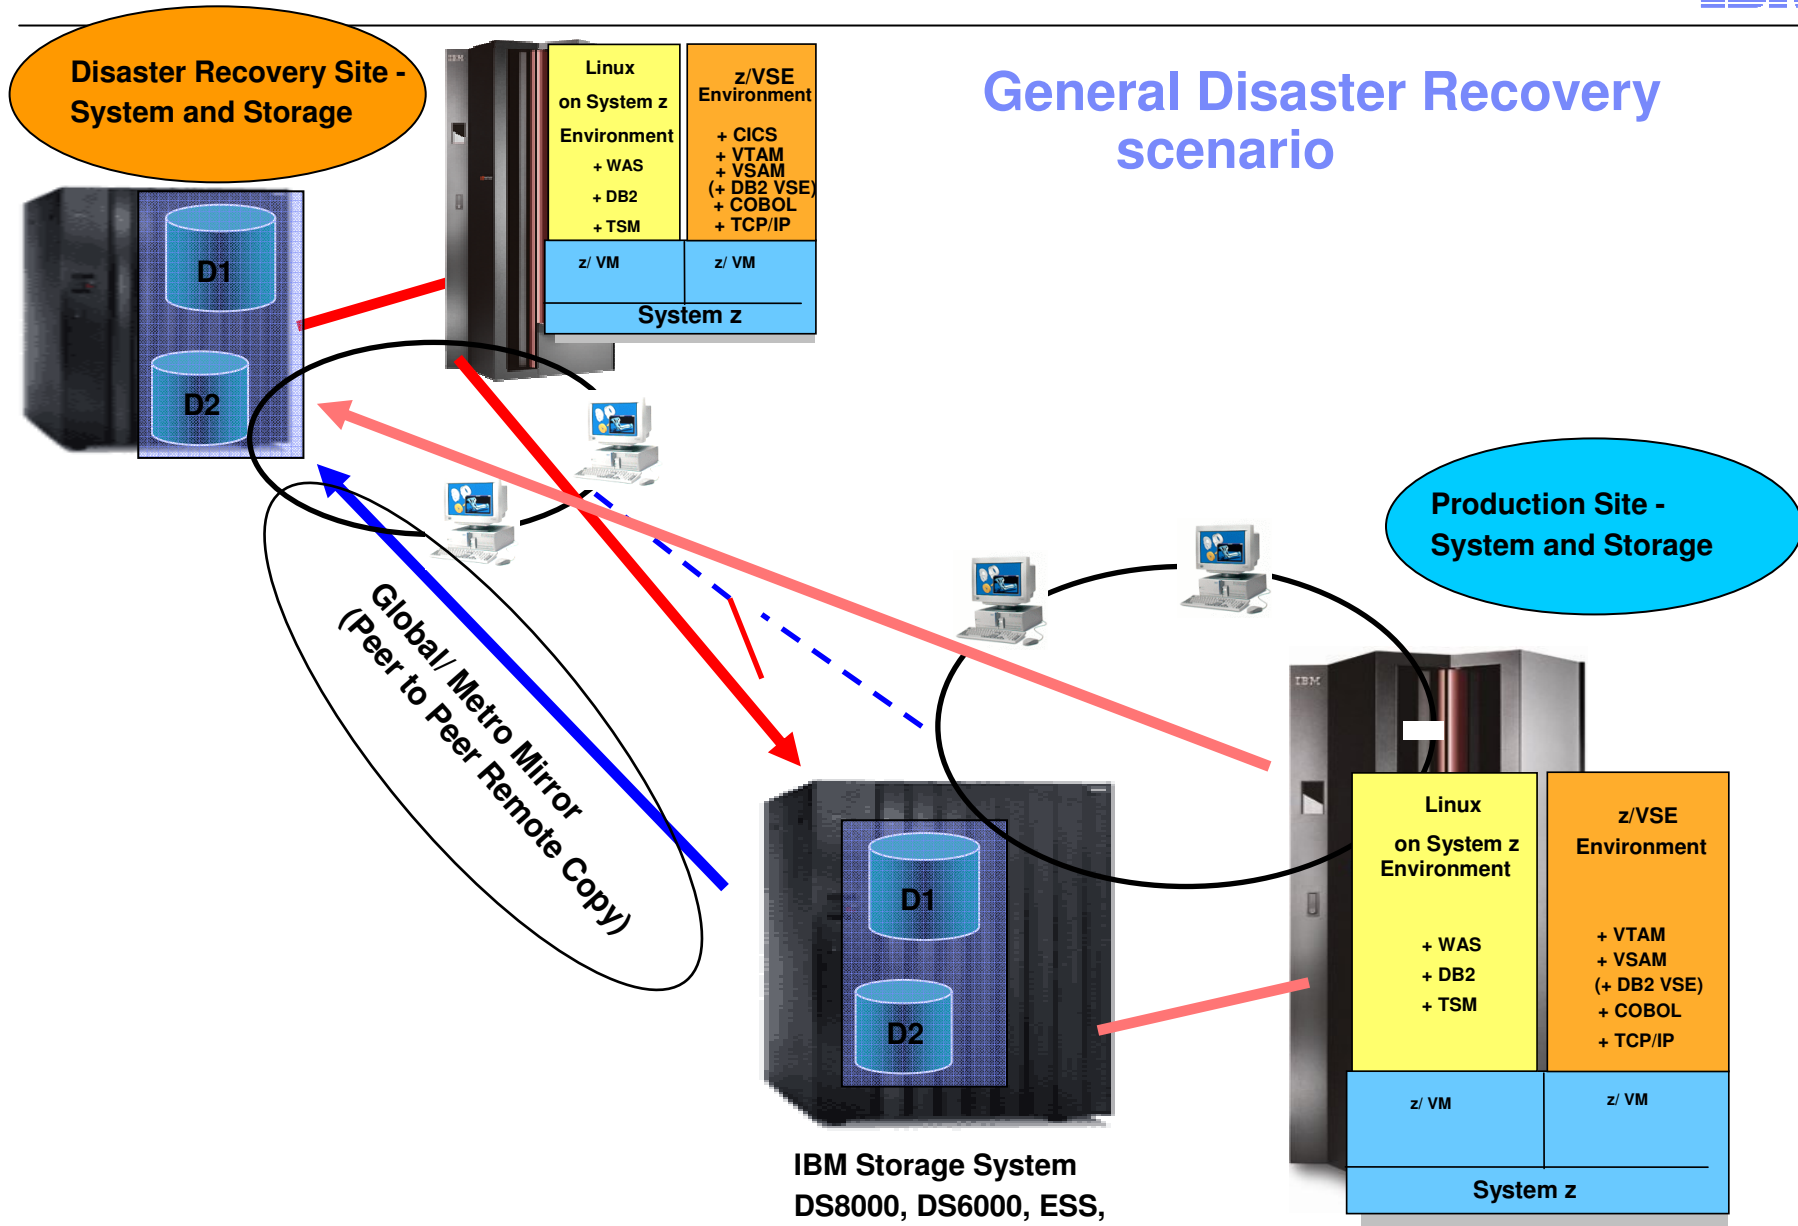 IBM
General Disaster Recovery
scenario
Disaster Recovery Site -
System and Storage
IBM
Linux
on System z
Environment
+ WAS
+ DB2
+ TSM
z/VSE
Environment
+ CICS
+ VTAM
+ VSAM
(+ DB2 VSE)
+ COBOL
+ TCP/IP
z/ VM
z/ VM
System z
D1
D2
Global/ Metro Mirror
(Peer to Peer Remote Copy)
Production Site -
System and Storage
IBM
D1
D2
Linux
on System z
Environment
+ WAS
+ DB2
+ TSM
z/VSE
Environment
+ VTAM
+ VSAM
(+ DB2 VSE)
+ COBOL
+ TCP/IP
z/ VM
z/ VM
System z
IBM Storage System
DS8000, DS6000, ESS,